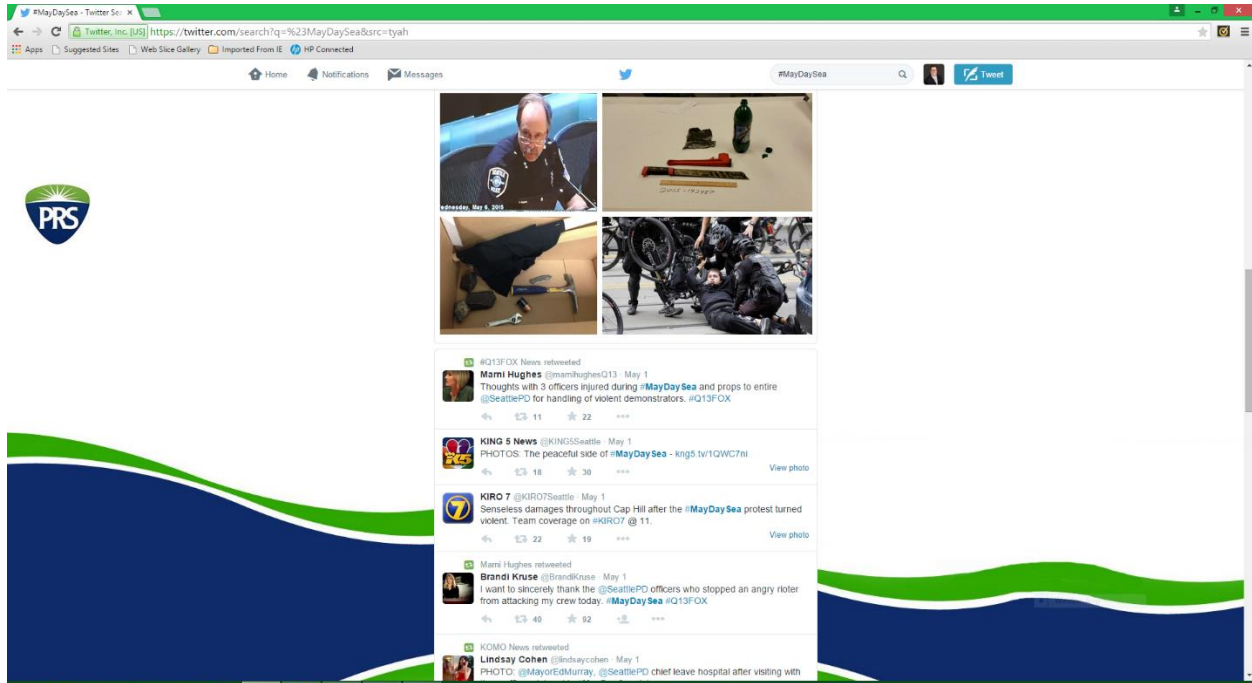 #MayDaySea - Twitter Sea
Twitter, Inc. [US] https://twitter.com/search?q=%23MayDaySea&src=tyah
Apps Suggested Sites Web Slice Gallery Imported From IE HP Connected
Home Notifications Messages #MayDaySea Tweet
PRS
ednesday, May 6, 2015
#Q13FOX News retweeted
Marni Hughes @marnihughesQ13 · May 1
Thoughts with 3 officers injured during #MayDaySea and props to entire
@SeattlePD for handling of violent demonstrators. #Q13FOX
11 22
KING 5 News @KING5Seattle · May 1
PHOTOS: The peaceful side of #MayDaySea - kng5.tv/1QWC7ni
18 30 View photo
KIRO 7 @KIRO7Seattle · May 1
Senseless damages throughout Cap Hill after the #MayDaySea protest turned
violent. Team coverage on #KIRO7 @ 11.
22 19 View photo
Marni Hughes retweeted
Brandi Kruse @BrandiKruse · May 1
I want to sincerely thank the @SeattlePD officers who stopped an angry rioter
from attacking my crew today. #MayDaySea #Q13FOX
40 92
KOMO News retweeted
Lindsay Cohen @lindsaycohen · May 1
PHOTO: @MayorEdMurray, @SeattlePD chief leave hospital after visiting with